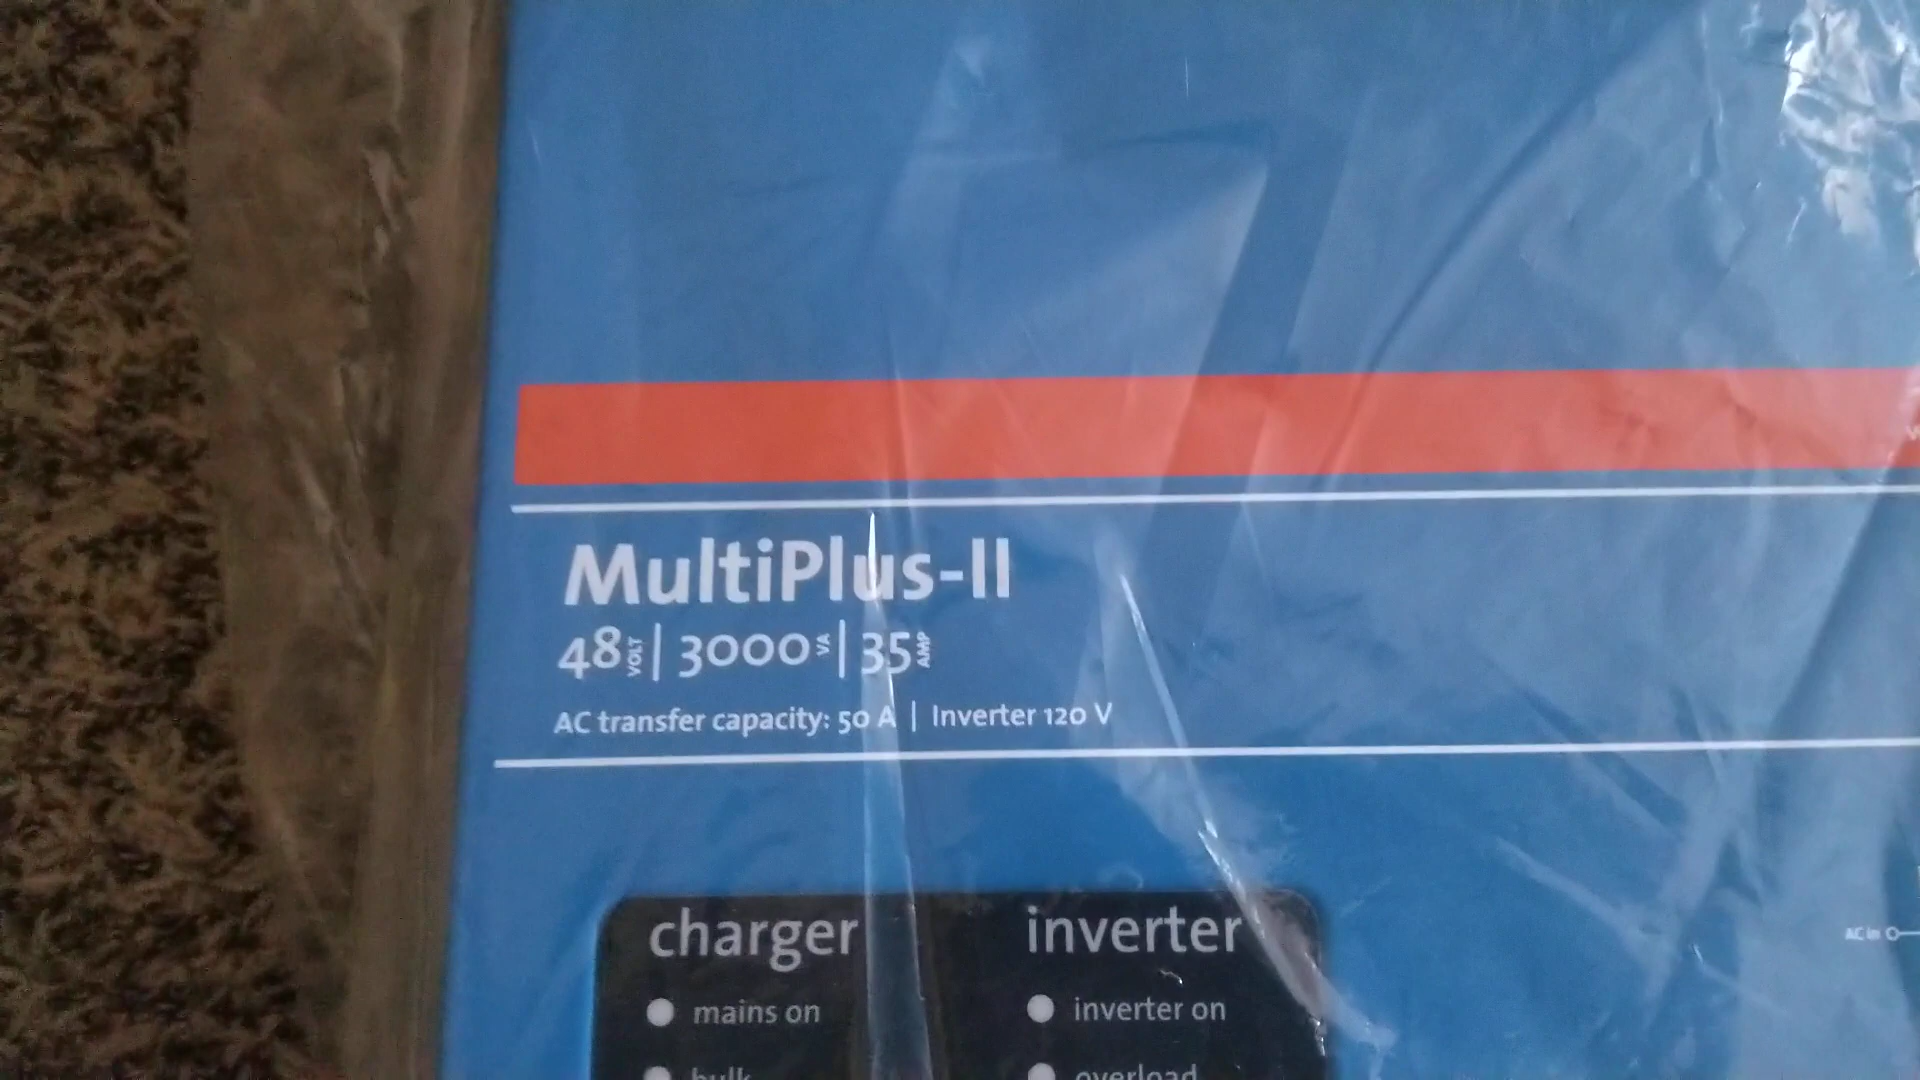 MultiPlus-II
48 VOLT | 3000 VA | 35 AMP
AC transfer capacity: 50 A | Inverter 120 V
charger inverter
mains on inverter on
bulk overload
AC in